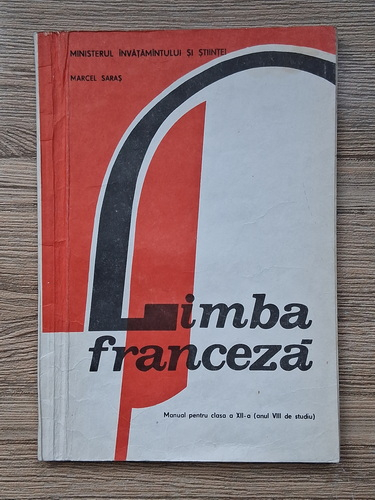 MINISTERUL ÎNVĂŢĂMÎNTULUI ŞI ŞTIINŢEI
MARCEL SARAŞ
Limba
franceză
Manual pentru clasa a XII-a (anul VIII de studiu)